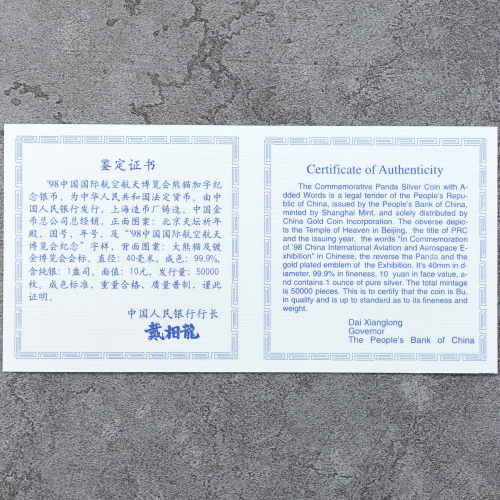 鉴定证书
'98中国国际航空航天博览会熊猫加字纪
念银币，为中华人民共和国法定货币。由中
国人民银行发行，上海造币厂铸造，中国金
币总公司总经销。正面图案：北京天坛祈年
殿、国号、年号、及“98中国国际航空航天
博览会纪念”字样，背面图案：大熊猫及镀
金博览会会标。直径：40毫米，成色：99.9%，
含纯银：1盎司，面值：10元，发行量：50000
枚。成色标准，重量合格，质量普制，谨此
证明。
中国人民银行行长
戴相龍
Certificate of Authenticity
The Commemorative Panda Silver Coin with A-
dded Words is a legal tender of the People's Repu-
blic of China, issued by the People's Bank of China,
minted by Shanghai Mint, and solely distributed by
China Gold Coin Incorporation. The obverse depic-
ts the Temple of Heaven in Beijing, the title of PRC
and the issuing year, the words "In Commemoration
of '98 China International Aviation and Aerospace E-
xhibition" in Chinese, the reverse the Panda and the
gold plated emblem of the Exhibition. It's 40mm in d-
iameter, 99.9% in fineness, 10 yuan in face value, a-
nd contains 1 ounce of pure silver. The total mintage
is 50000 pieces. This is to certify that the coin is Bu.
in quality and is up to standard as to its fineness and
weight.
Dai Xianglong
Governor
The People's Bank of China